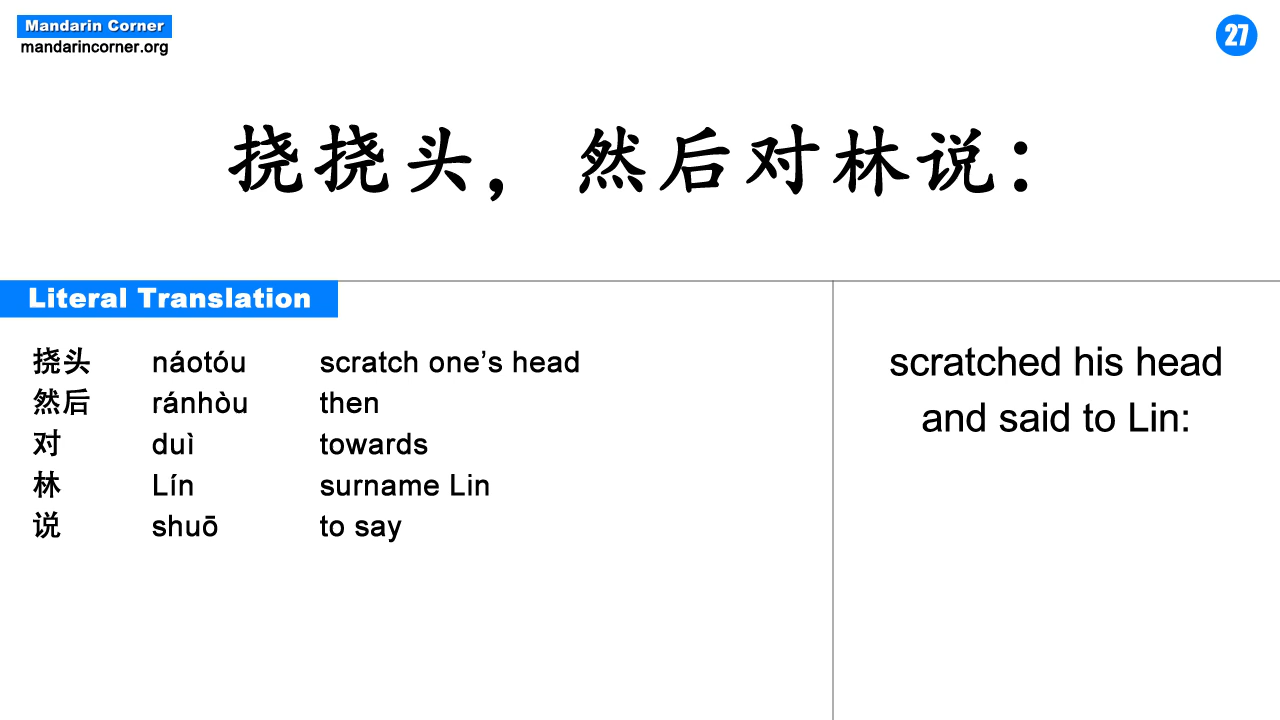 Mandarin Corner
mandarincorner.org
27
挠挠头，然后对林说：
Literal Translation
挠头 náotóu scratch one’s head
然后 ránhòu then
对 duì towards
林 Lín surname Lin
说 shuō to say
scratched his head
and said to Lin: